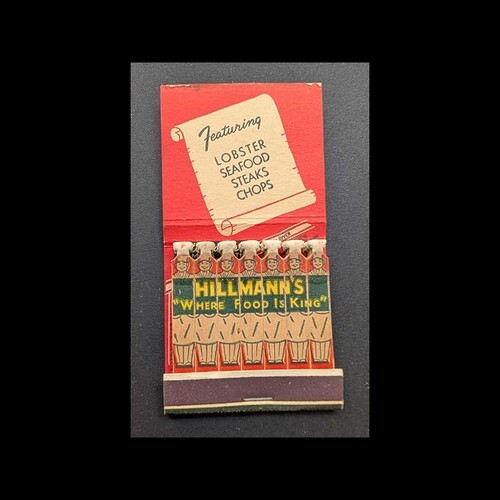 Featuring
LOBSTER
SEAFOOD
STEAKS
CHOPS
HILLMANN'S
"WHERE FOOD IS KING"